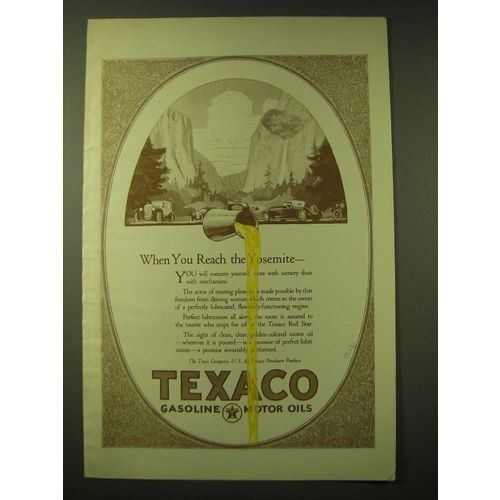 When You Reach the Yosemite—
YOU will concern yourself more with scenery than
with mechanism.
The acme of touring pleasure is made possible by that
freedom from driving worries which comes to the owner
of a perfectly lubricated, flawlessly-functioning engine.
Perfect lubrication all along the route is assured to
the tourist who stops for oil at the Texaco Red Star.
The sight of clean, clear, golden-colored motor oil
—wherever it is poured—is a promise of perfect lubri-
cation—a promise invariably performed.
The Texas Company, U. S. A., Texaco Petroleum Products
TEXACO
GASOLINE MOTOR OILS